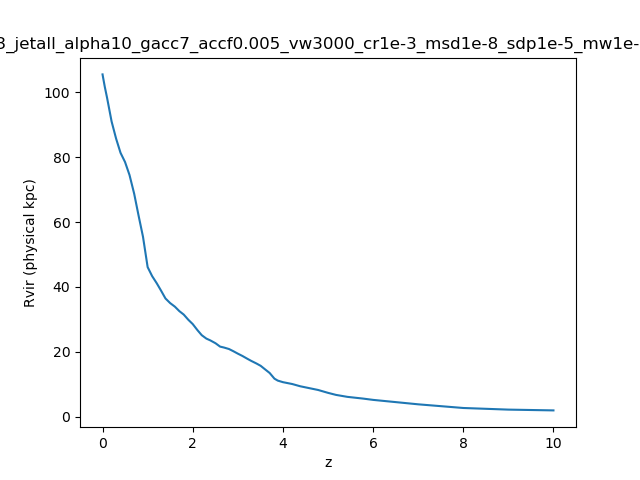 3_jetall_alpha10_gacc7_accf0.005_vw3000_cr1e-3_msd1e-8_sdp1e-5_mw1e-
100
80
60
40
20
0
Rvir (physical kpc)
0 2 4 6 8 10
z